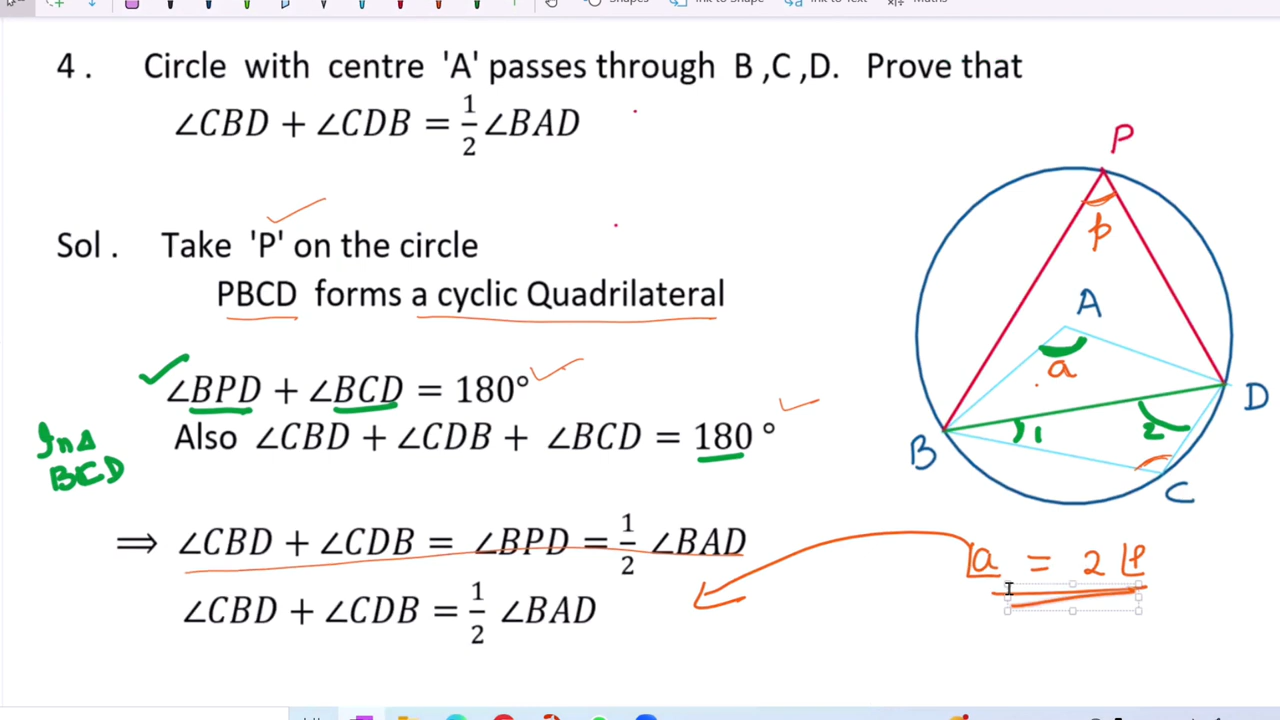 4 . Circle with centre 'A' passes through B ,C ,D. Prove that
∠CBD + ∠CDB = 1/2 ∠BAD
Sol . Take 'P' on the circle
PBCD forms a cyclic Quadrilateral
∠BPD + ∠BCD = 180°
In Δ BCD
Also ∠CBD + ∠CDB + ∠BCD = 180 °
⟹ ∠CBD + ∠CDB = ∠BPD = 1/2 ∠BAD
∠CBD + ∠CDB = 1/2 ∠BAD
P
p
A
a
B
1
2
D
C
∠a = 2 ∠P